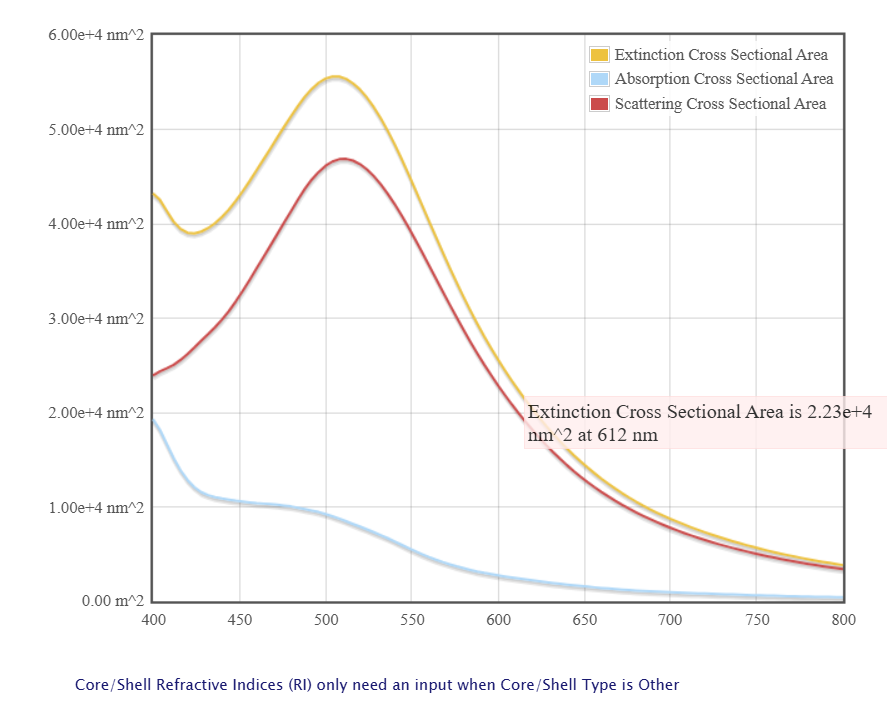 6.00e+4 nm^2
5.00e+4 nm^2
4.00e+4 nm^2
3.00e+4 nm^2
2.00e+4 nm^2
1.00e+4 nm^2
0.00 m^2
Extinction Cross Sectional Area
Absorption Cross Sectional Area
Scattering Cross Sectional Area
Extinction Cross Sectional Area is 2.23e+4
nm^2 at 612 nm
400 450 500 550 600 650 700 750 800
Core/Shell Refractive Indices (RI) only need an input when Core/Shell Type is Other